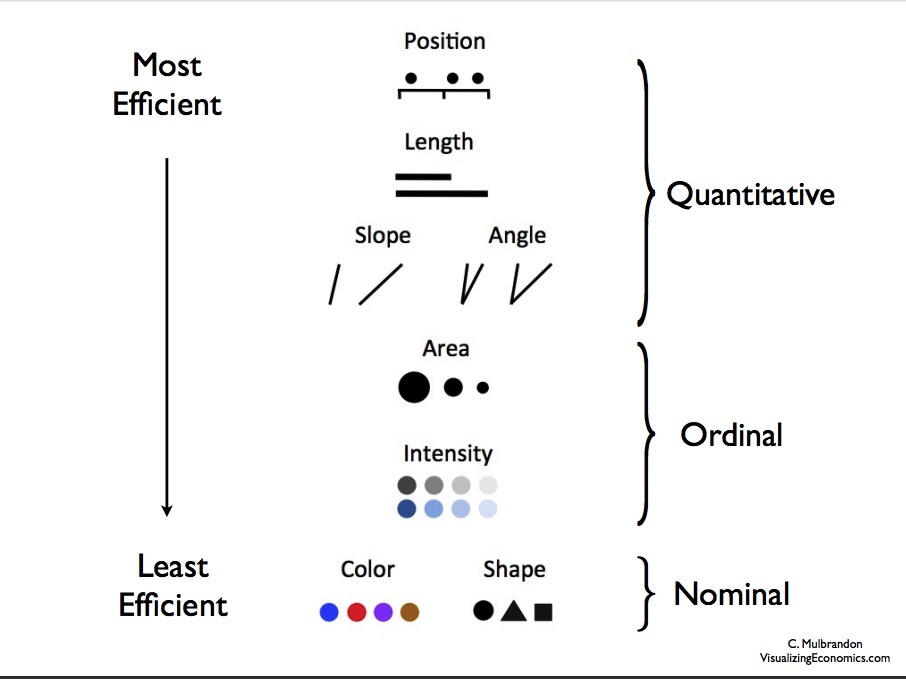 Most
Efficient
Position
Length
Slope
Angle
Quantitative
Area
Intensity
Ordinal
Least
Efficient
Color
Shape
Nominal
C. Mulbrandon
VisualizingEconomics.com